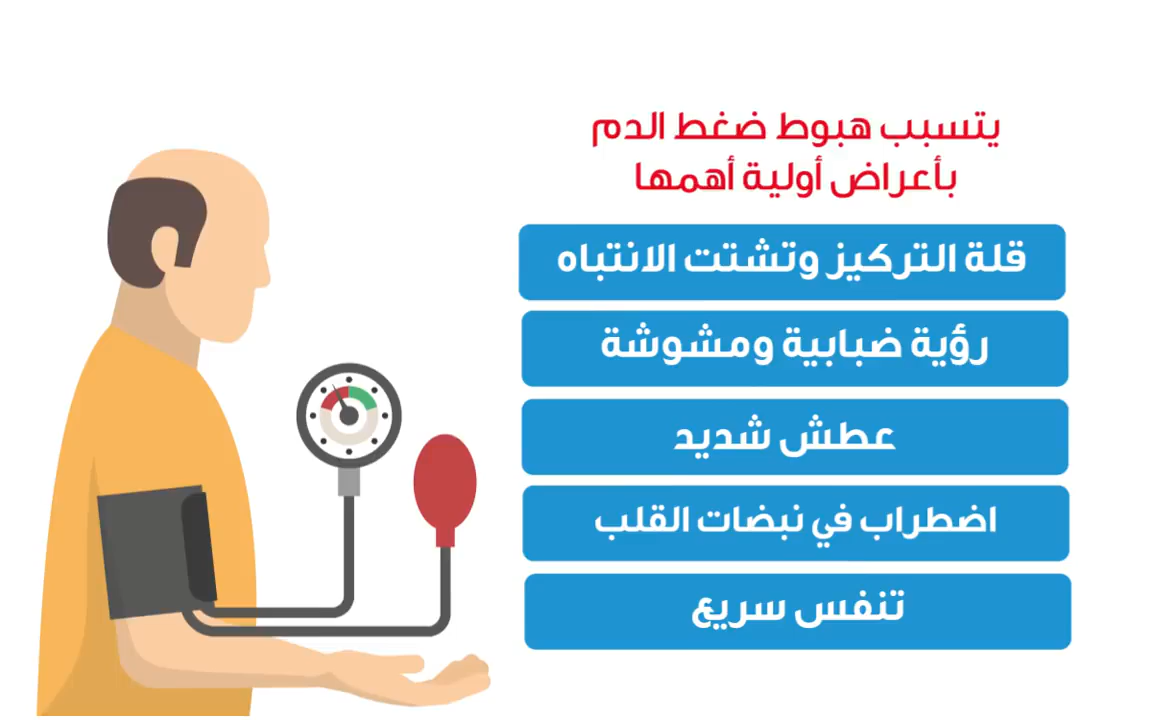 يتسبب هبوط ضغط الدم
بأعراض أولية أهمها
قلة التركيز وتشتت الانتباه
رؤية ضبابية ومشوشة
عطش شديد
اضطراب في نبضات القلب
تنفس سريع